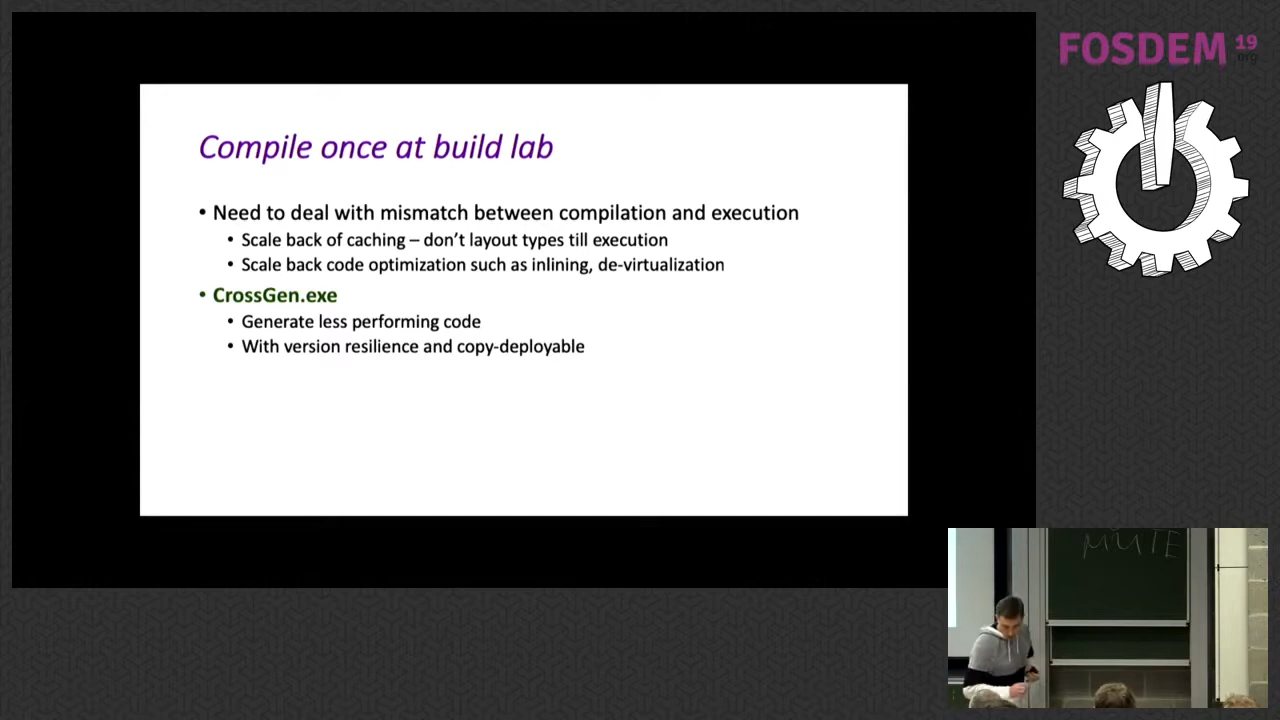 FOSDEM 19
.org
Compile once at build lab
• Need to deal with mismatch between compilation and execution
• Scale back of caching – don't layout types till execution
• Scale back code optimization such as inlining, de-virtualization
• CrossGen.exe
• Generate less performing code
• With version resilience and copy-deployable
MUTE